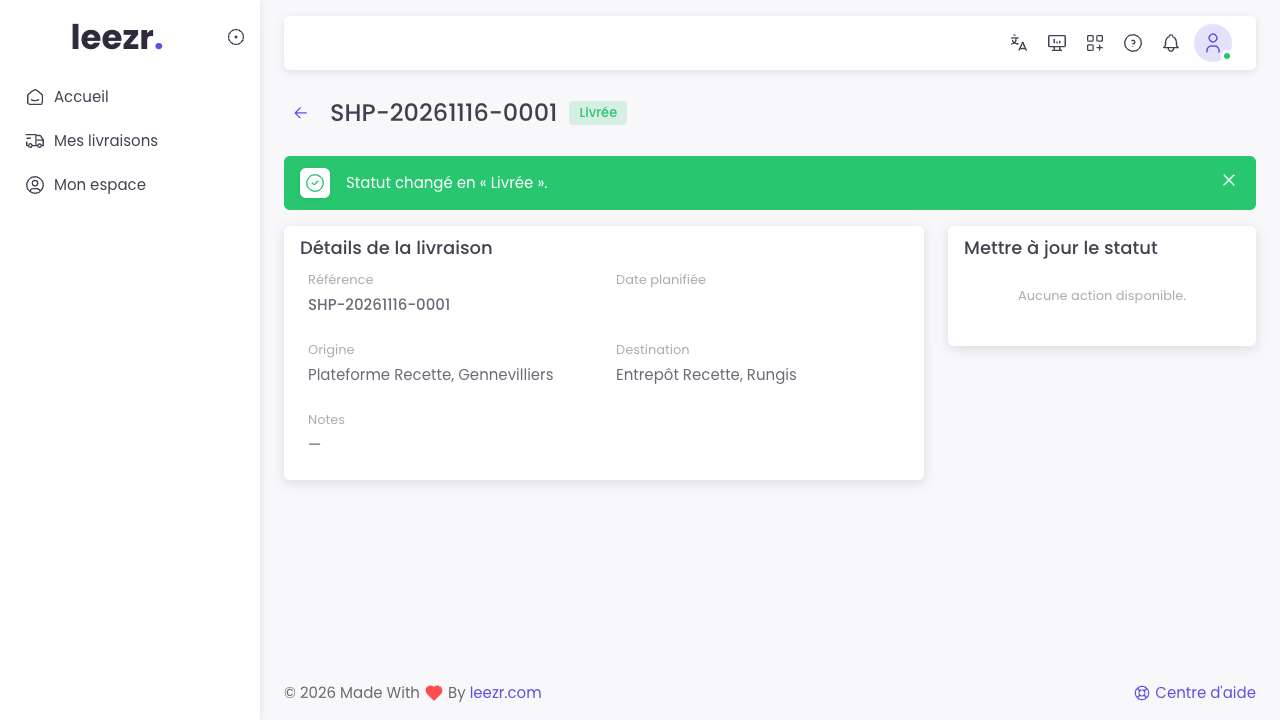 leezr.
Accueil
Mes livraisons
Mon espace
SHP-20261116-0001
Livrée
Statut changé en « Livrée ».
Détails de la livraison
Référence
SHP-20261116-0001
Date planifiée
Origine
Plateforme Recette, Gennevilliers
Destination
Entrepôt Recette, Rungis
Notes
—
Mettre à jour le statut
Aucune action disponible.
© 2026 Made With ❤ By leezr.com
Centre d'aide